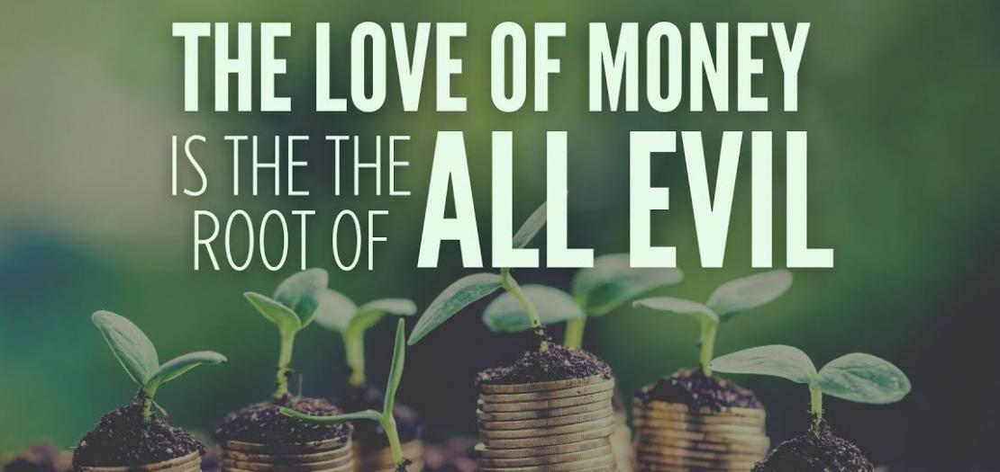 THE LOVE OF MONEY
IS THE THE
ROOT OF ALL EVIL